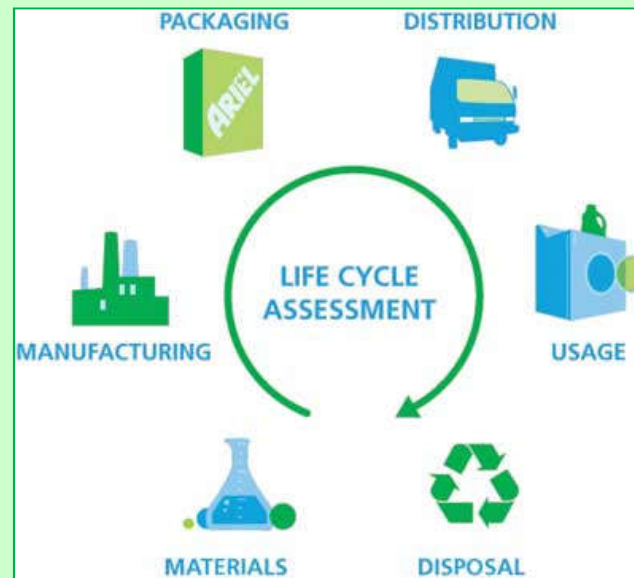 PACKAGING
DISTRIBUTION
ARIEL
LIFE CYCLE
ASSESSMENT
MANUFACTURING
USAGE
MATERIALS
DISPOSAL